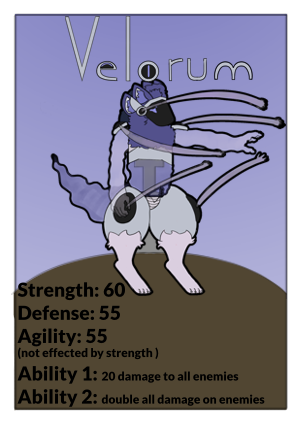 Velorum
Strength: 60
Defense: 55
Agility: 55
(not effected by strength )
Ability 1: 20 damage to all enemies
Ability 2: double all damage on enemies